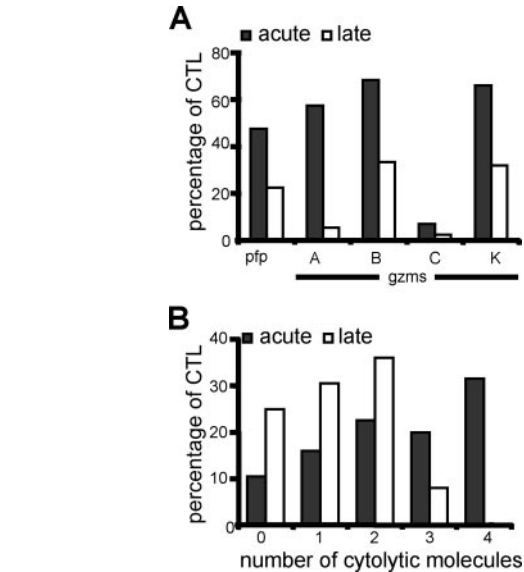 A
acute late
percentage of CTL
80
60
40
20
0
pfp A B C K
gzms
B
acute late
percentage of CTL
40
30
20
10
0
0 1 2 3 4
number of cytolytic molecules